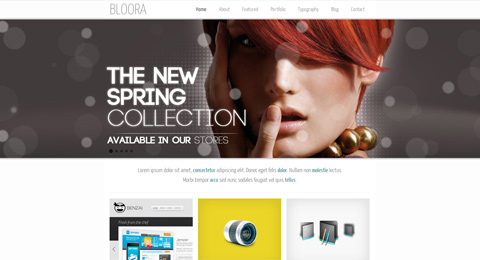 BLOORA
Home About Featured Portfolio Typography Blog Contact
THE NEW
SPRING
COLLECTION
AVAILABLE IN OUR STORES
Lorem ipsum dolor sit amet, consectetur adipiscing elit. Donec eget felis dolor. Nullam non molestie lectus.
Morbi tempor arcu sed nunc sodales feugiat vel quis tellus.
BENZAI
Fresh from the chef